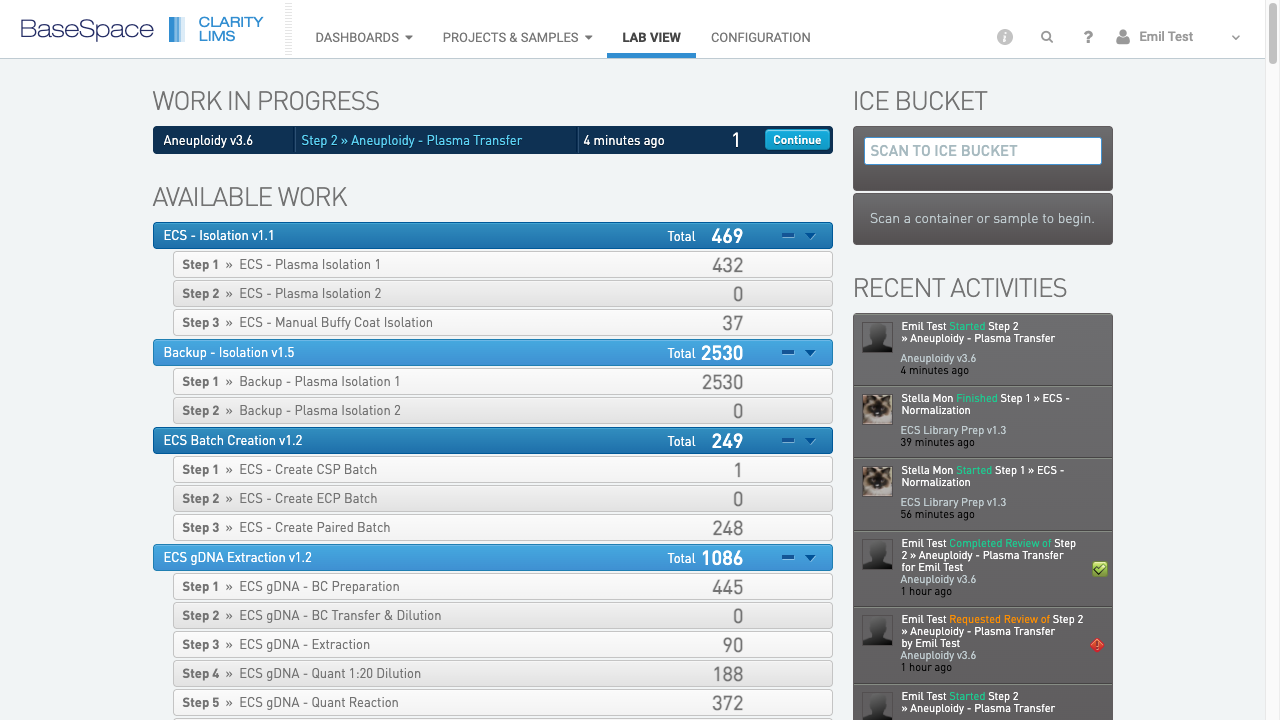 BaseSpace CLARITY LIMS
DASHBOARDS PROJECTS & SAMPLES LAB VIEW CONFIGURATION
? Emil Test
WORK IN PROGRESS
Aneuploidy v3.6 Step 2 » Aneuploidy - Plasma Transfer 4 minutes ago 1 Continue
AVAILABLE WORK
ECS - Isolation v1.1 Total 469
Step 1 » ECS - Plasma Isolation 1 432
Step 2 » ECS - Plasma Isolation 2 0
Step 3 » ECS - Manual Buffy Coat Isolation 37
Backup - Isolation v1.5 Total 2530
Step 1 » Backup - Plasma Isolation 1 2530
Step 2 » Backup - Plasma Isolation 2 0
ECS Batch Creation v1.2 Total 249
Step 1 » ECS - Create CSP Batch 1
Step 2 » ECS - Create ECP Batch 0
Step 3 » ECS - Create Paired Batch 248
ECS gDNA Extraction v1.2 Total 1086
Step 1 » ECS gDNA - BC Preparation 445
Step 2 » ECS gDNA - BC Transfer & Dilution 0
Step 3 » ECS gDNA - Extraction 90
Step 4 » ECS gDNA - Quant 1:20 Dilution 188
Step 5 » ECS gDNA - Quant Reaction 372
ICE BUCKET
SCAN TO ICE BUCKET
Scan a container or sample to begin.
RECENT ACTIVITIES
Emil Test Started Step 2
» Aneuploidy - Plasma Transfer
Aneuploidy v3.6
4 minutes ago
Stella Mon Finished Step 1 » ECS -
Normalization
ECS Library Prep v1.3
39 minutes ago
Stella Mon Started Step 1 » ECS -
Normalization
ECS Library Prep v1.3
56 minutes ago
Emil Test Completed Review of Step
2 » Aneuploidy - Plasma Transfer
for Emil Test
Aneuploidy v3.6
1 hour ago
Emil Test Requested Review of Step 2
» Aneuploidy - Plasma Transfer
by Emil Test
Aneuploidy v3.6
1 hour ago
Emil Test Started Step 2
» Aneuploidy - Plasma Transfer